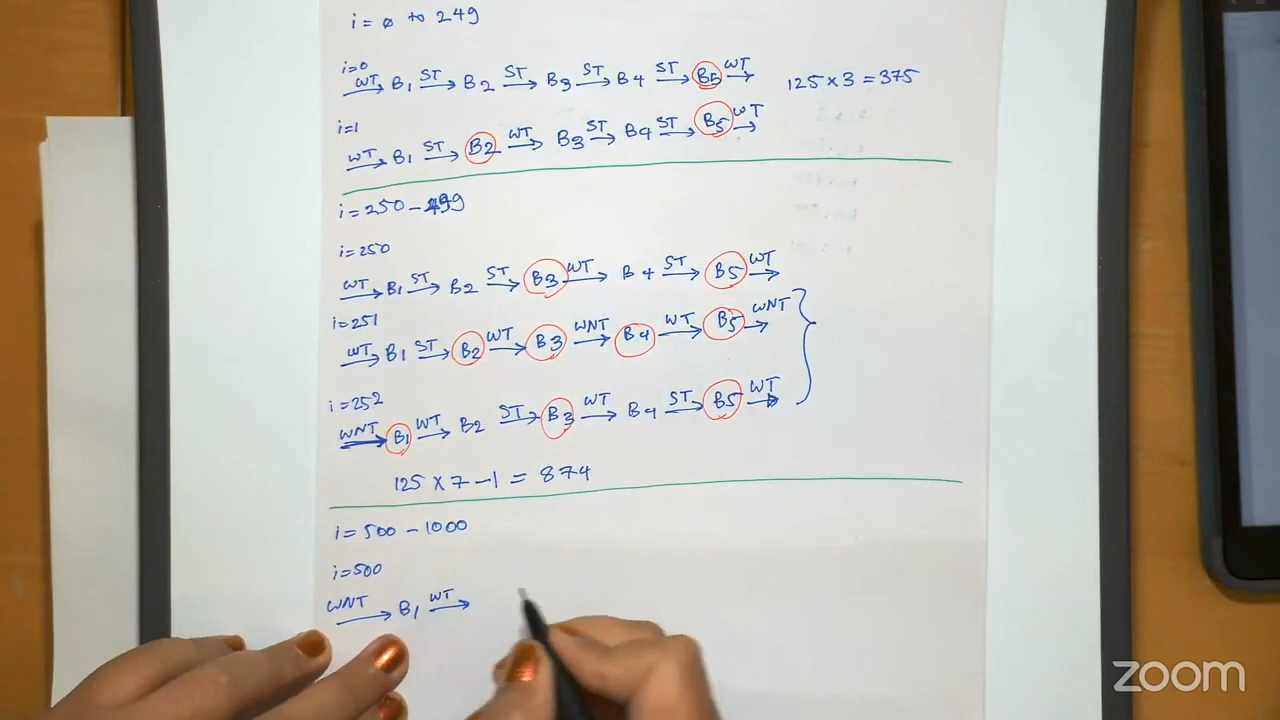 i = 0 to 249
i=0
WT→ B1 ST→ B2 ST→ B3 ST→ B4 ST→ B5 WT→ 125 × 3 = 375
i=1
WT→ B1 ST→ B2 WT→ B3 ST→ B4 ST→ B5 WT→
i = 250 - 499
i = 250
WT→ B1 ST→ B2 ST→ B3 WT→ B4 ST→ B5 WT→
i = 251
WT→ B1 ST→ B2 WT→ B3 WNT→ B4 WT→ B5 WNT→
i = 252
WNT→ B1 WT→ B2 ST→ B3 WT→ B4 ST→ B5 WT→
125 × 7 - 1 = 874
i = 500 - 1000
i = 500
WNT→ B1 WT→
zoom